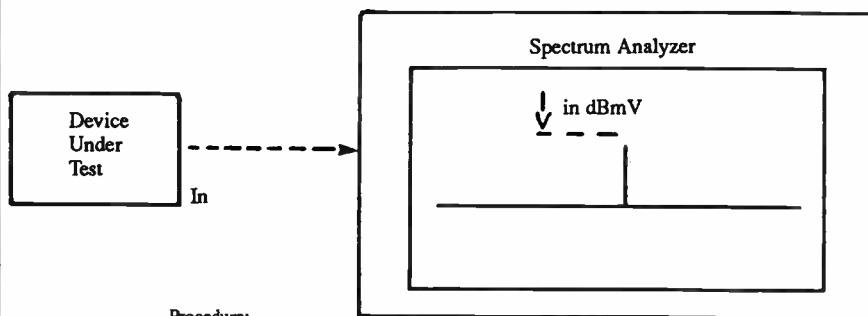 Spectrum Analyzer
in dBmV
Device
Under
Test
In
Procedure: